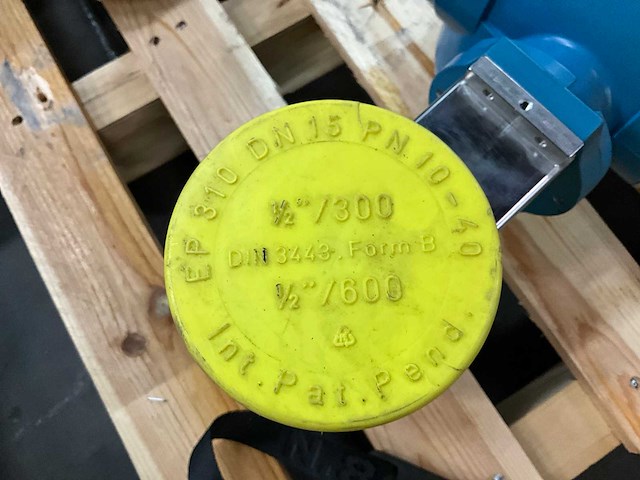 EP 310 DN 15 PN 10-40
½"/300
DIN 3443. Form B
½"/600
Int. Pat. Pend.